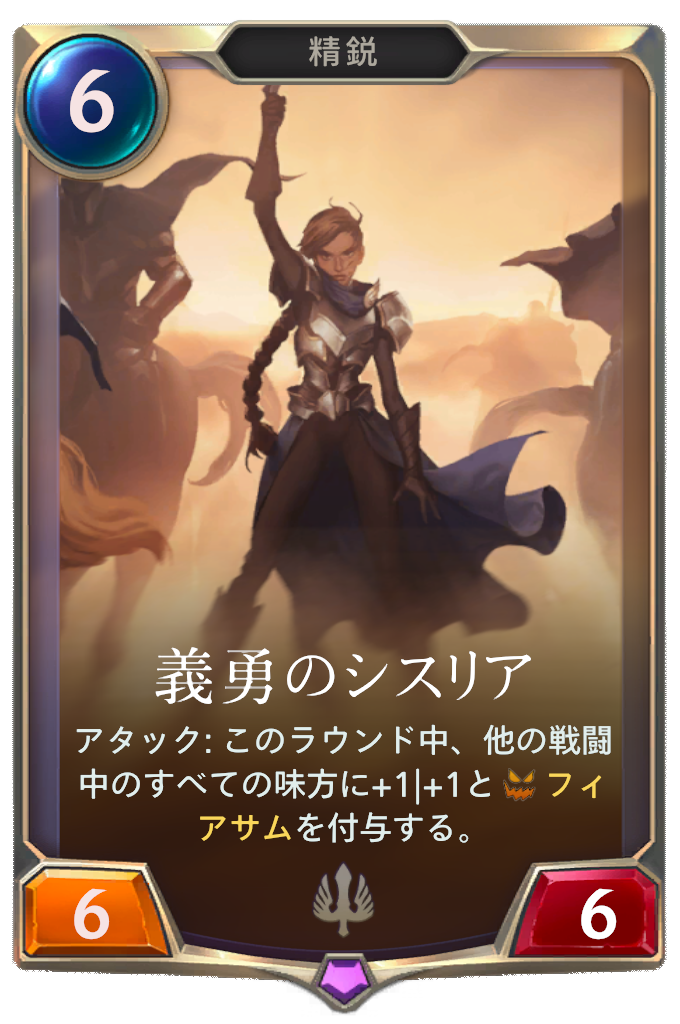 精鋭
6
義勇のシスリア
アタック: このラウンド中、他の戦闘
中のすべての味方に+1|+1と フィ
アサムを付与する。
6
6